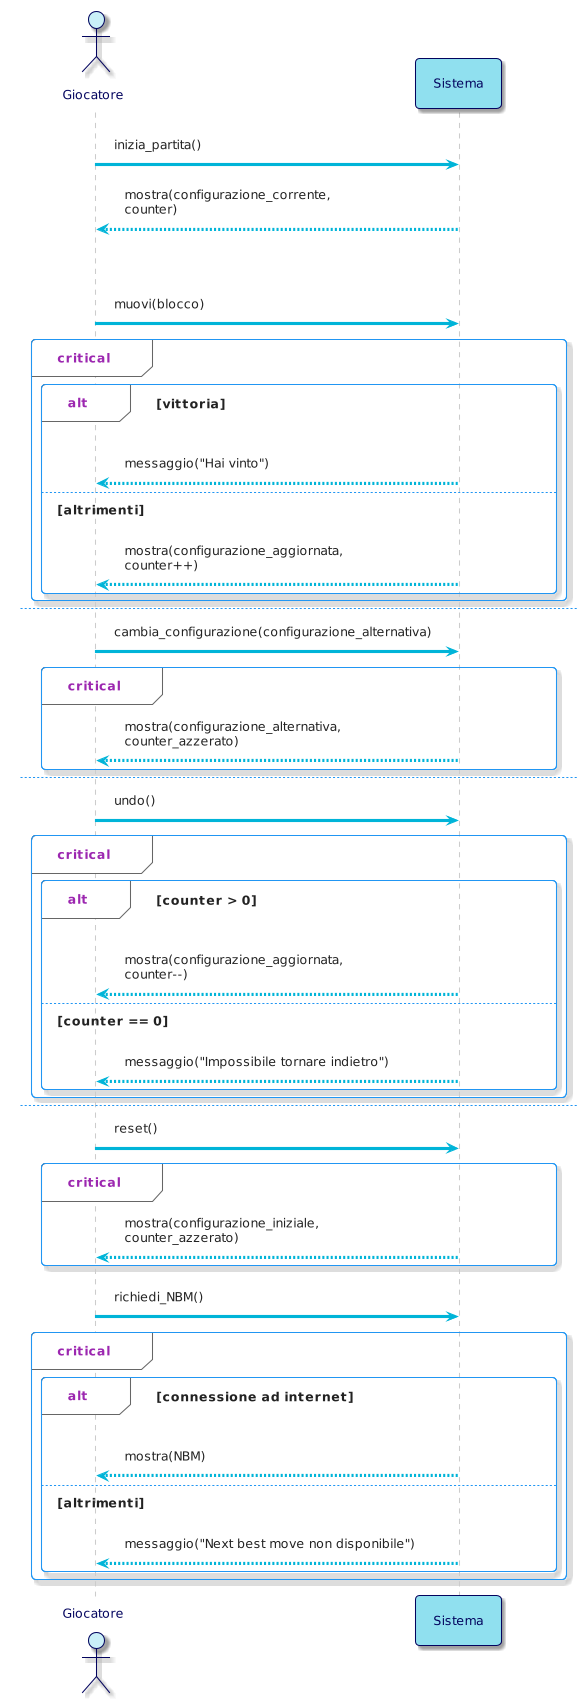 Giocatore
Sistema
inizia_partita()
mostra(configurazione_corrente,
counter)
muovi(blocco)
critical
alt
[vittoria]
messaggio("Hai vinto")
[altrimenti]
mostra(configurazione_aggiornata,
counter++)
cambia_configurazione(configurazione_alternativa)
critical
mostra(configurazione_alternativa,
counter_azzerato)
undo()
critical
alt
[counter > 0]
mostra(configurazione_aggiornata,
counter--)
[counter == 0]
messaggio("Impossibile tornare indietro")
reset()
critical
mostra(configurazione_iniziale,
counter_azzerato)
richiedi_NBM()
critical
alt
[connessione ad internet]
mostra(NBM)
[altrimenti]
messaggio("Next best move non disponibile")
Giocatore
Sistema